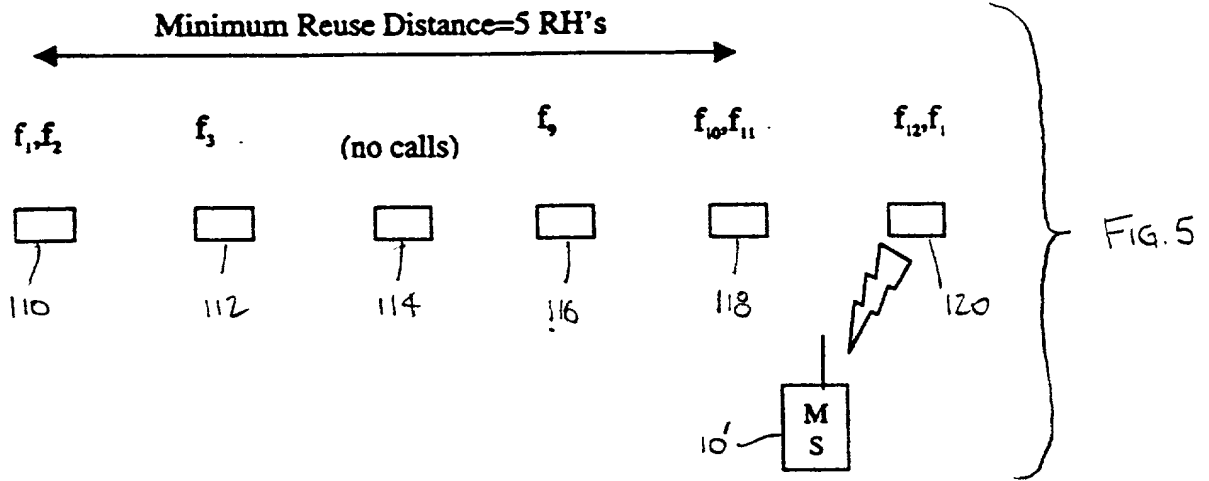 Minimum Reuse Distance=5 RH's
f₁,f₂ f₃ (no calls) f₉ f₁₀,f₁₁ f₁₂,f₁
110 112 114 116 118 120
FIG. 5
M
S
10'